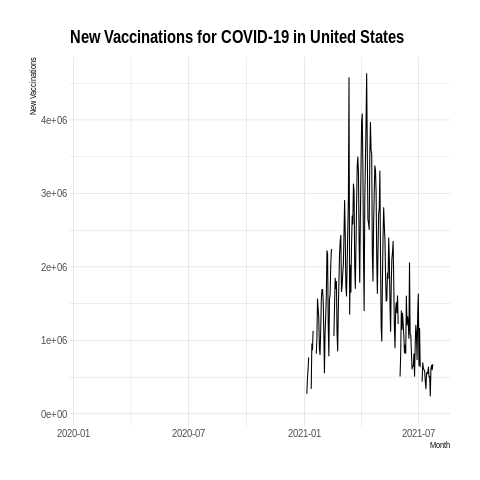 New Vaccinations for COVID-19 in United States
New Vaccinations
4e+06
3e+06
2e+06
1e+06
0e+00
2020-01
2020-07
2021-01
2021-07
Month